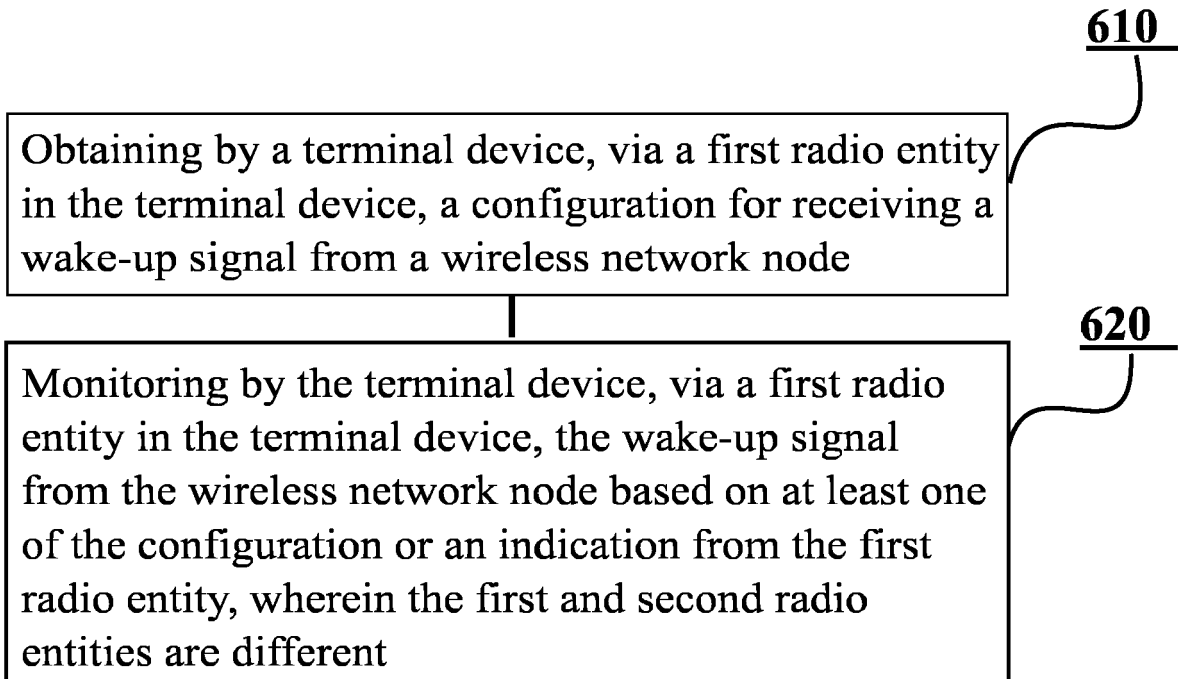 610
Obtaining by a terminal device, via a first radio entity
in the terminal device, a configuration for receiving a
wake-up signal from a wireless network node
620
Monitoring by the terminal device, via a first radio
entity in the terminal device, the wake-up signal
from the wireless network node based on at least one
of the configuration or an indication from the first
radio entity, wherein the first and second radio
entities are different